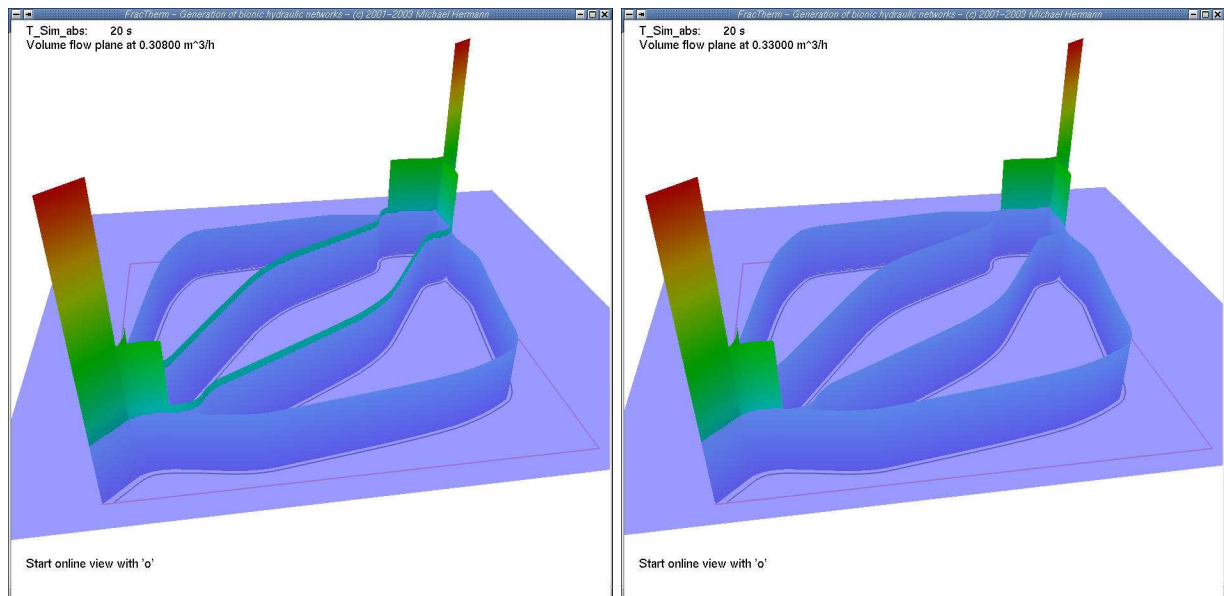 FracTherm – Generation of bionic hydraulic networks – (c) 2001–2003 Michael Hermann
T_Sim_abs: 20 s
Volume flow plane at 0.30800 m^3/h
Start online view with 'o'
FracTherm – Generation of bionic hydraulic networks – (c) 2001–2003 Michael Hermann
T_Sim_abs: 20 s
Volume flow plane at 0.33000 m^3/h
Start online view with 'o'